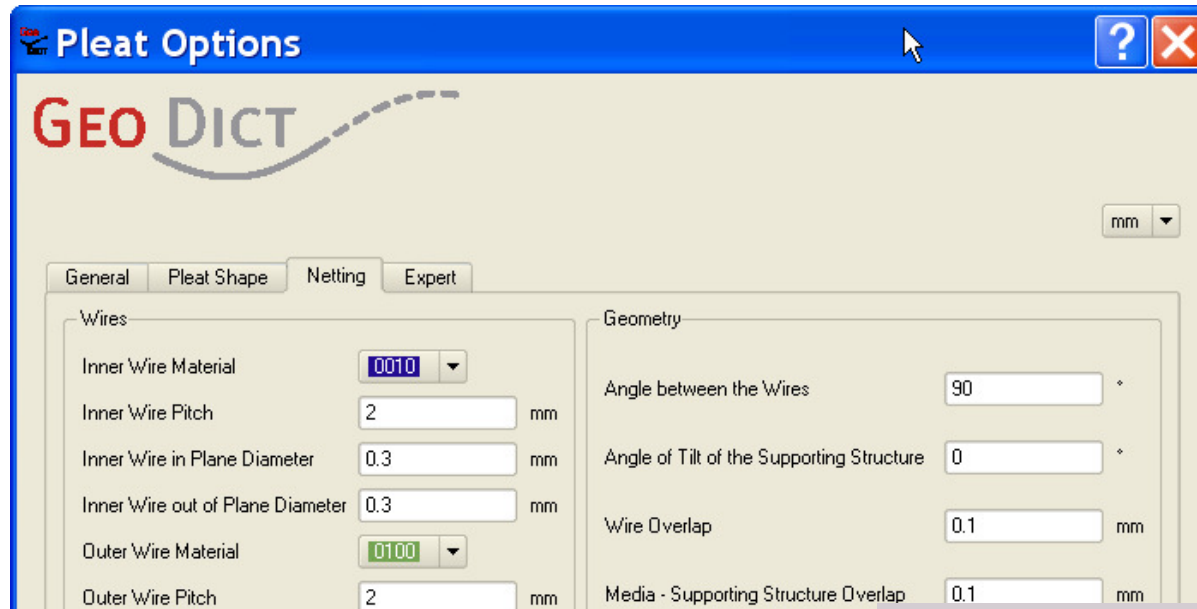 Pleat Options
GEO DICT
mm
General Pleat Shape Netting Expert
Wires
Inner Wire Material 0010
Inner Wire Pitch 2 mm
Inner Wire in Plane Diameter 0.3 mm
Inner Wire out of Plane Diameter 0.3 mm
Outer Wire Material 0100
Outer Wire Pitch 2 mm
Geometry
Angle between the Wires 90 °
Angle of Tilt of the Supporting Structure 0 °
Wire Overlap 0.1 mm
Media - Supporting Structure Overlap 0.1 mm